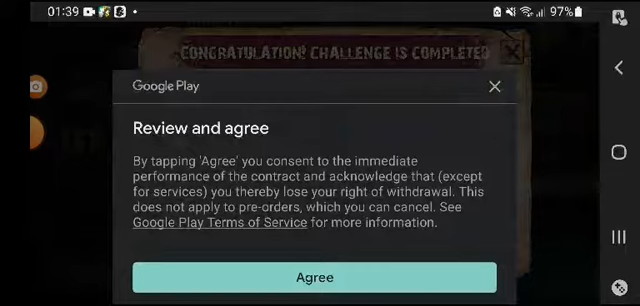 01:39 97%
CONGRATULATION! CHALLENGE IS COMPLETED
Google Play
Review and agree
By tapping 'Agree' you consent to the immediate
performance of the contract and acknowledge that (except
for services) you thereby lose your right of withdrawal. This
does not apply to pre-orders, which you can cancel. See
Google Play Terms of Service for more information.
Agree